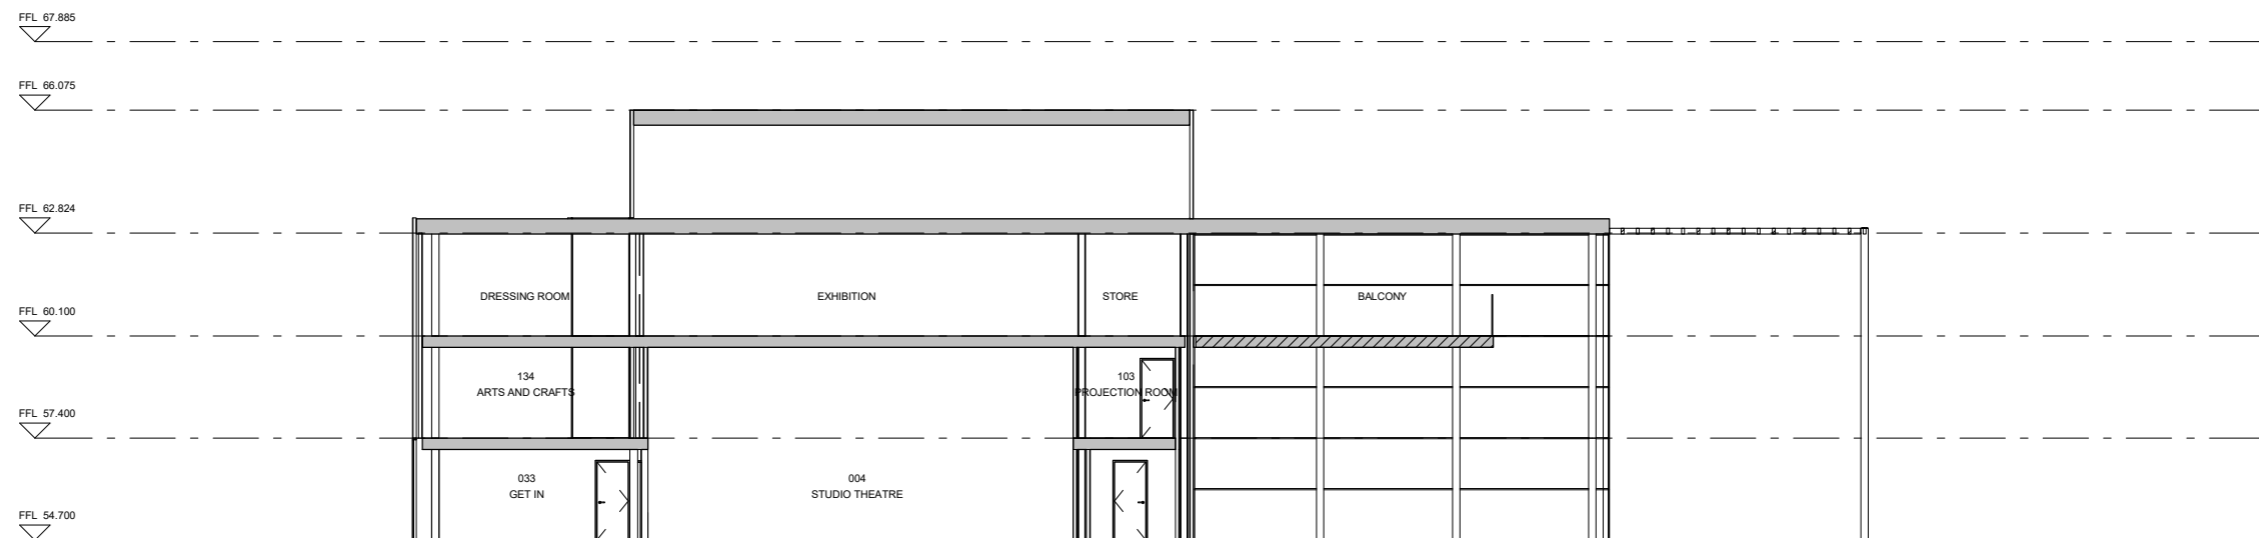 FFL 67.885
FFL 66.075
FFL 62.824
DRESSING ROOM
EXHIBITION
STORE
BALCONY
FFL 60.100
134
ARTS AND CRAFTS
103
PROJECTION ROOM
FFL 57.400
033
GET IN
004
STUDIO THEATRE
FFL 54.700